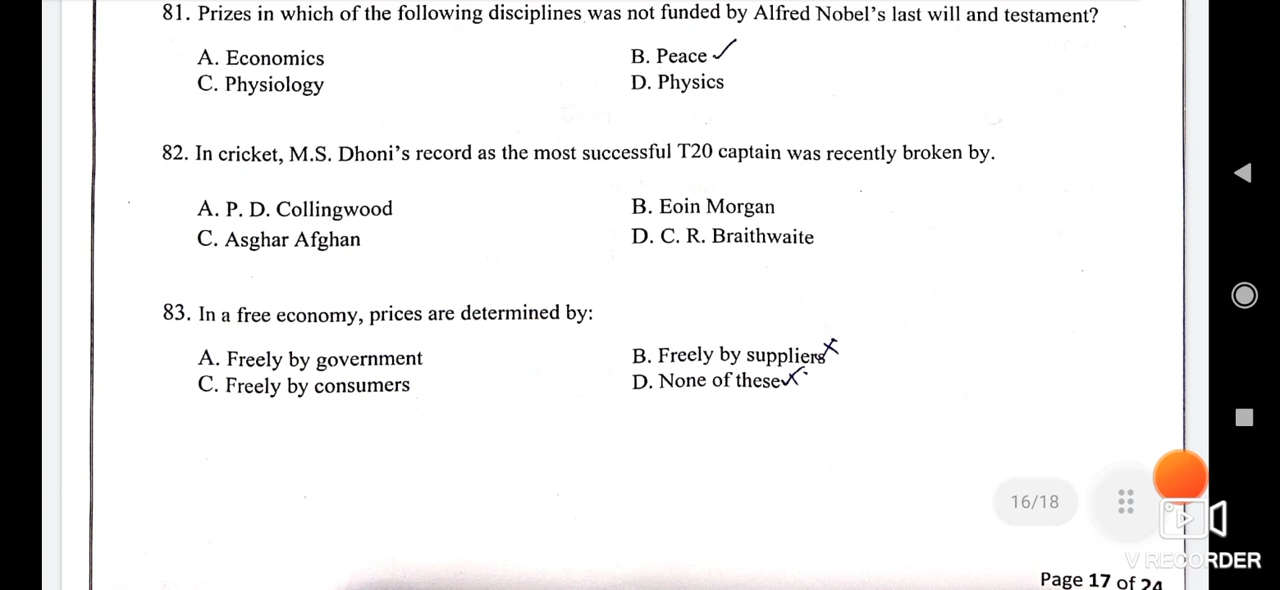 81. Prizes in which of the following disciplines was not funded by Alfred Nobel's last will and testament?
A. Economics B. Peace ✓
C. Physiology D. Physics
82. In cricket, M.S. Dhoni's record as the most successful T20 captain was recently broken by.
A. P. D. Collingwood B. Eoin Morgan
C. Asghar Afghan D. C. R. Braithwaite
83. In a free economy, prices are determined by:
A. Freely by government B. Freely by suppliers
C. Freely by consumers D. None of these
16/18
V RECORDER
Page 17 of 24